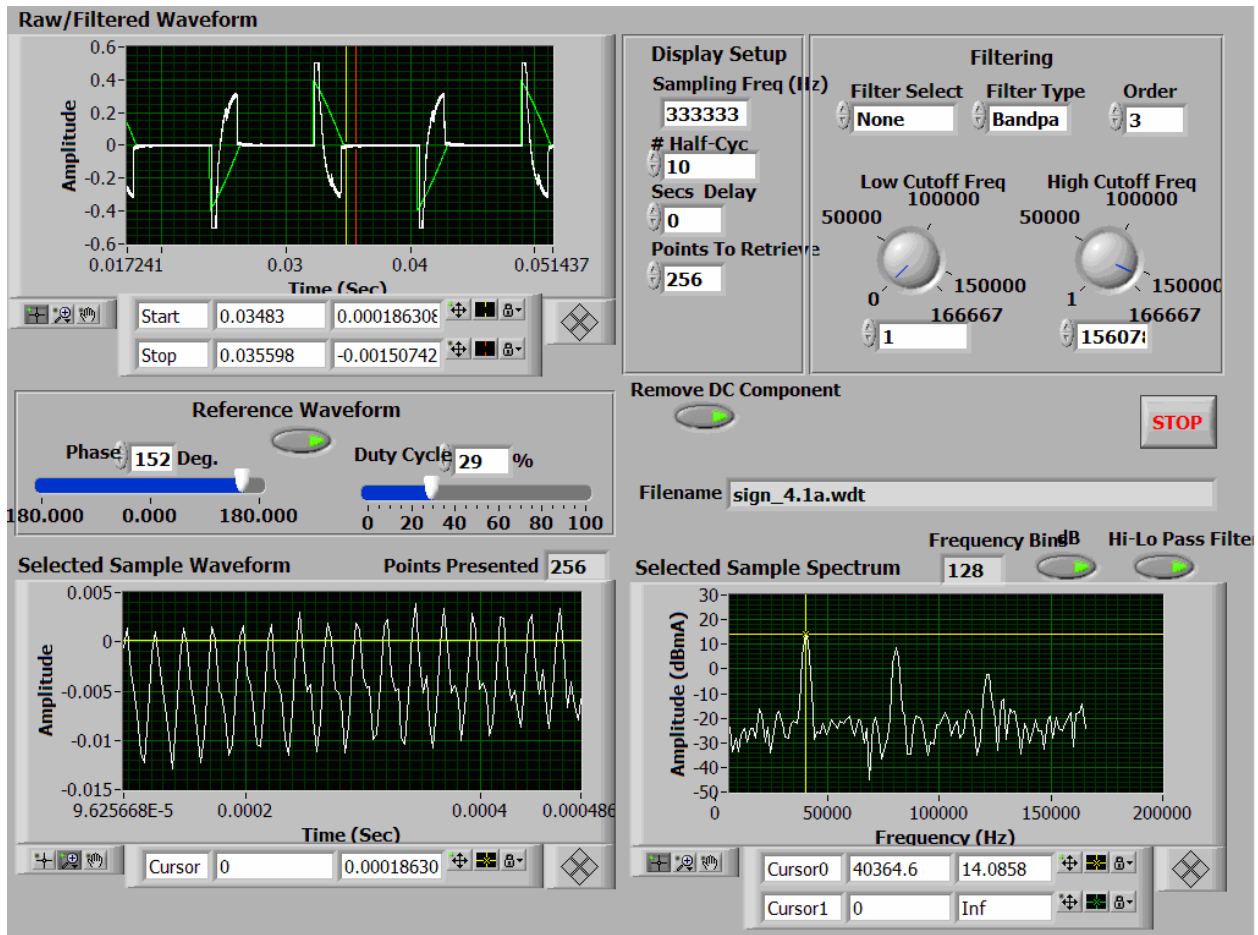 Raw/Filtered Waveform
0.6
0.4
0.2
0
-0.2
-0.4
-0.6
Amplitude
0.017241 0.03 0.04 0.051437
Time (Sec)
Start 0.03483 0.000186308
Stop 0.035598 -0.00150742
Display Setup
Sampling Freq (Hz)
333333
# Half-Cyc
10
Secs Delay
0
Points To Retrieve
256
Filtering
Filter Select Filter Type Order
None Bandpa 3
Low Cutoff Freq High Cutoff Freq
100000 100000
50000 50000
0 150000 1 150000
166667 166667
1 15607
Reference Waveform
Phase 152 Deg. Duty Cycle 29 %
180.000 0.000 180.000 0 20 40 60 80 100
Remove DC Component
STOP
Filename sign_4.1a.wdt
Selected Sample Waveform Points Presented 256
0.005
0
-0.005
-0.01
-0.015
Amplitude
9.625668E-5 0.0002 0.0004 0.000486
Time (Sec)
Cursor 0 0.00018630
Frequency Bins dB Hi-Lo Pass Filte
Selected Sample Spectrum 128
30
20
10
0
-10
-20
-30
-40
-50
Amplitude (dBmA)
0 50000 100000 150000 200000
Frequency (Hz)
Cursor0 40364.6 14.0858
Cursor1 0 Inf